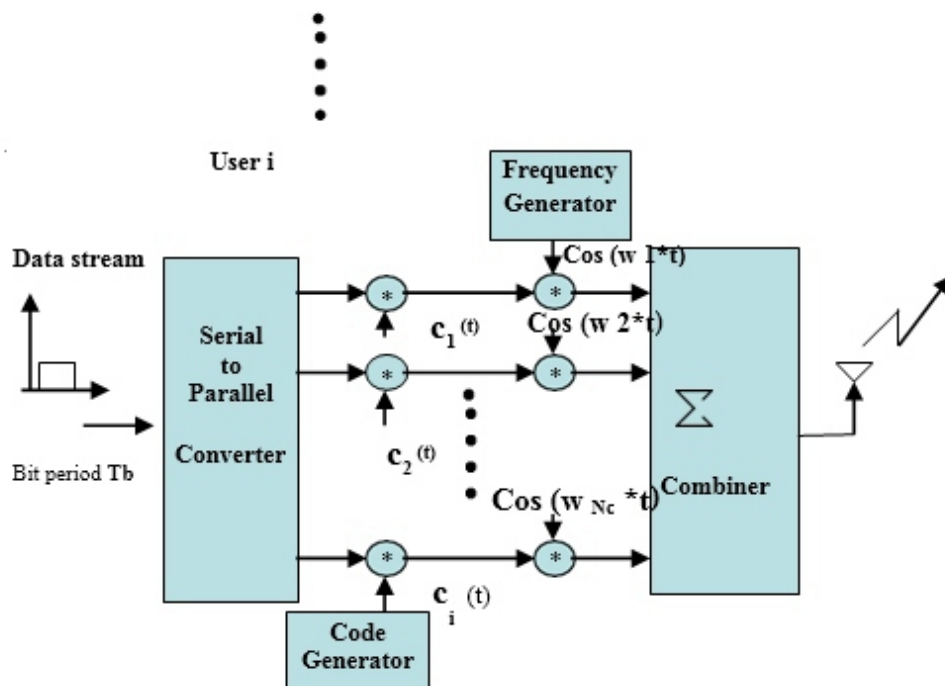 User i
Frequency
Generator
Data stream
Cos (w 1*t)
*
*
Serial
to
Parallel
Converter
c1 (t)
Cos (w 2*t)
*
*
Σ
Combiner
Bit period Tb
c2 (t)
Cos (w Nc *t)
*
*
ci (t)
Code
Generator